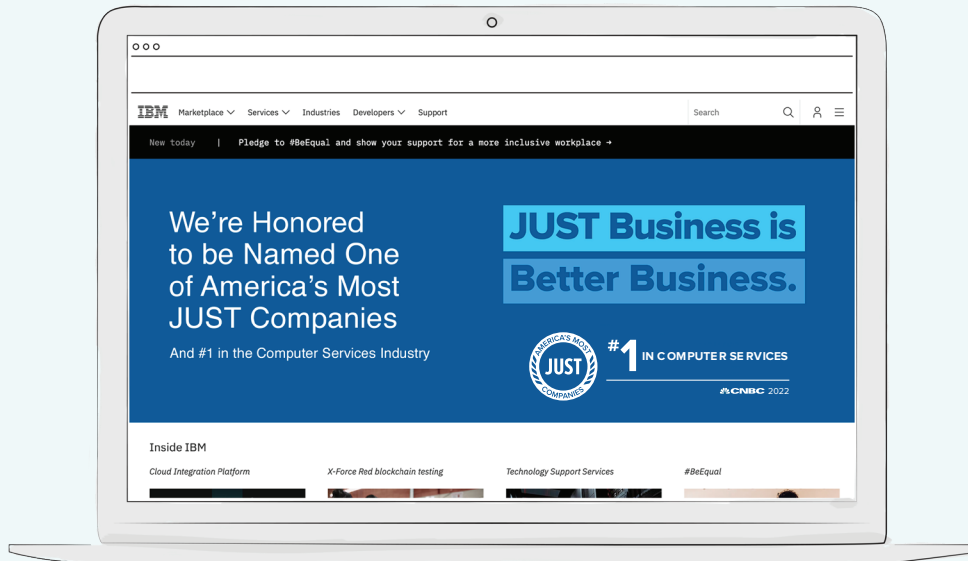 IBM Marketplace Services Industries Developers Support Search
New today | Pledge to #BeEqual and show your support for a more inclusive workplace →
We're Honored
to be Named One
of America's Most
JUST Companies
And #1 in the Computer Services Industry
JUST Business is
Better Business.
AMERICA'S MOST
JUST
COMPANIES
#1 IN COMPUTER SERVICES
CNBC 2022
Inside IBM
Cloud Integration Platform X-Force Red blockchain testing Technology Support Services #BeEqual